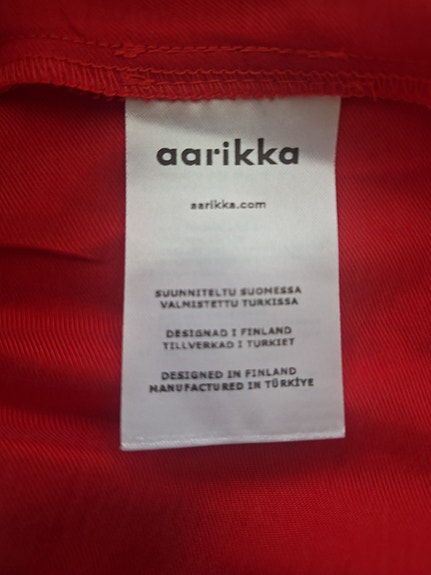 aarikka
aarikka.com
SUUNNITELTU SUOMESSA
VALMISTETTU TURKISSA
DESIGNAD I FINLAND
TILLVERKAD I TURKIET
DESIGNED IN FINLAND
MANUFACTURED IN TÜRKİYE